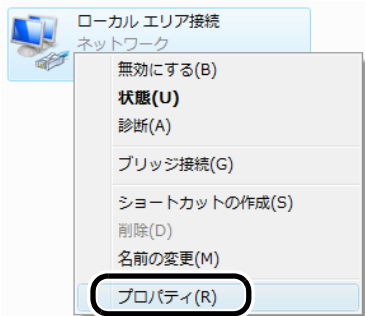 ローカル エリア接続
ネットワーク
無効にする(B)
状態(U)
診断(A)
ブリッジ接続(G)
ショートカットの作成(S)
削除(D)
名前の変更(M)
プロパティ(R)